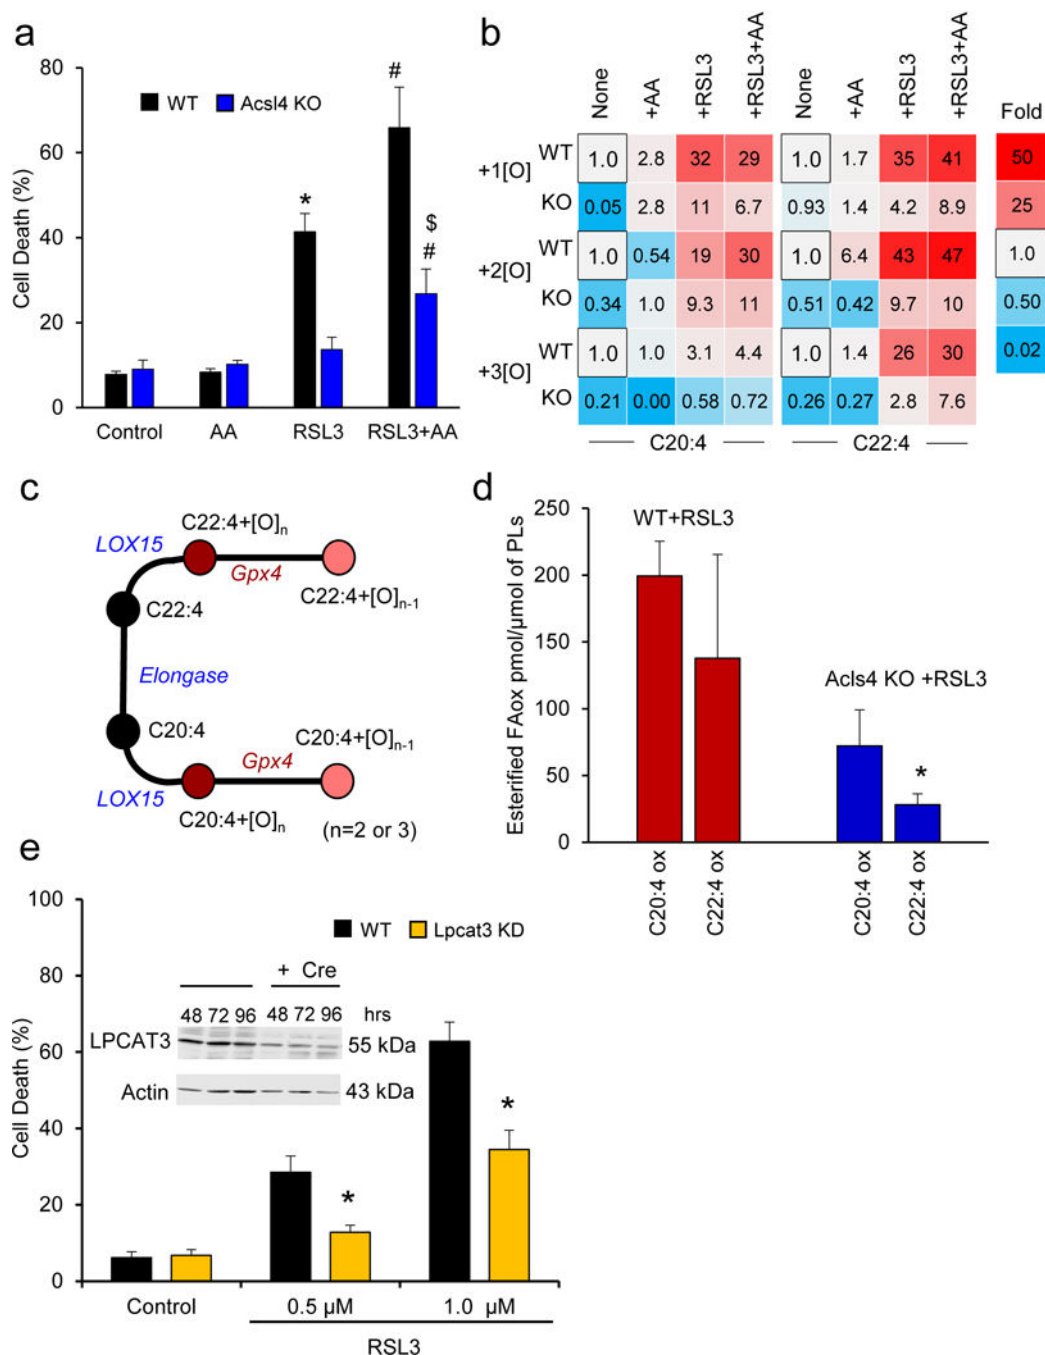 a
80
60
40
20
0
Cell Death (%)
WT Acsl4 KO
*
#
$
#
Control AA RSL3 RSL3+AA
b
None +AA +RSL3 +RSL3+AA None +AA +RSL3 +RSL3+AA Fold
+1[O] WT 1.0 2.8 32 29 1.0 1.7 35 41 50
KO 0.05 2.8 11 6.7 0.93 1.4 4.2 8.9 25
+2[O] WT 1.0 0.54 19 30 1.0 6.4 43 47 1.0
KO 0.34 1.0 9.3 11 0.51 0.42 9.7 10 0.50
+3[O] WT 1.0 1.0 3.1 4.4 1.0 1.4 26 30 0.02
KO 0.21 0.00 0.58 0.72 0.26 0.27 2.8 7.6
C20:4 C22:4
c
C22:4+[O]n
LOX15
Gpx4
C22:4+[O]n-1
C22:4
Elongase
C20:4
C20:4+[O]n-1
Gpx4
LOX15
C20:4+[O]n
(n=2 or 3)
d
250
200
150
100
50
0
Esterified FAox pmol/µmol of PLs
WT+RSL3
Acls4 KO +RSL3
*
C20:4 ox C22:4 ox C20:4 ox C22:4 ox
e
100
80
60
40
20
0
Cell Death (%)
WT Lpcat3 KD
+ Cre
48 72 96 48 72 96 hrs
LPCAT3 55 kDa
Actin 43 kDa
*
*
Control 0.5 µM 1.0 µM
RSL3